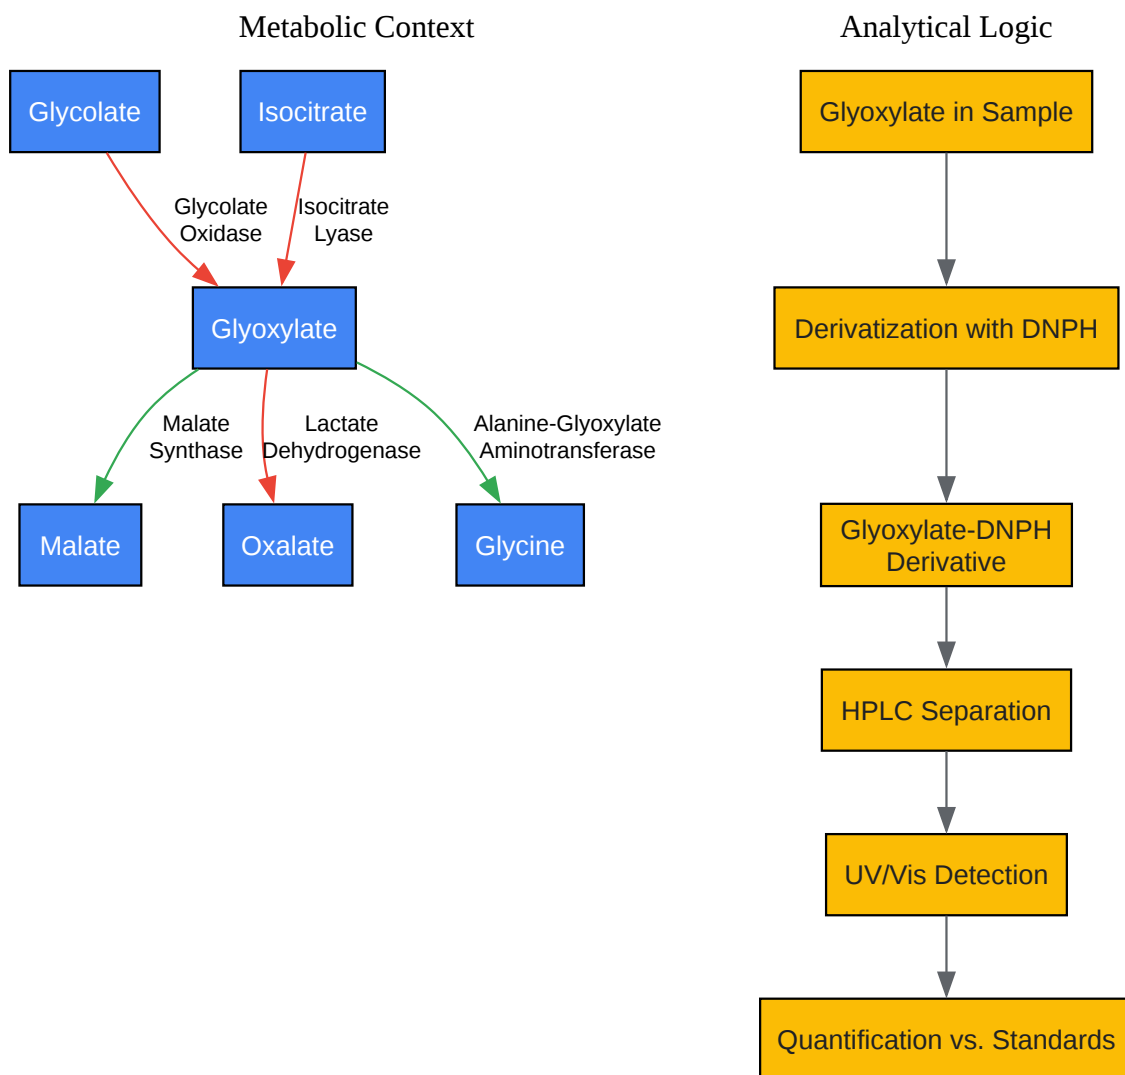 Metabolic Context
Glycolate
Isocitrate
Glycolate
Oxidase
Isocitrate
Lyase
Glyoxylate
Malate
Synthase
Lactate
Dehydrogenase
Alanine-Glyoxylate
Aminotransferase
Malate
Oxalate
Glycine
Analytical Logic
Glyoxylate in Sample
Derivatization with DNPH
Glyoxylate-DNPH
Derivative
HPLC Separation
UV/Vis Detection
Quantification vs. Standards